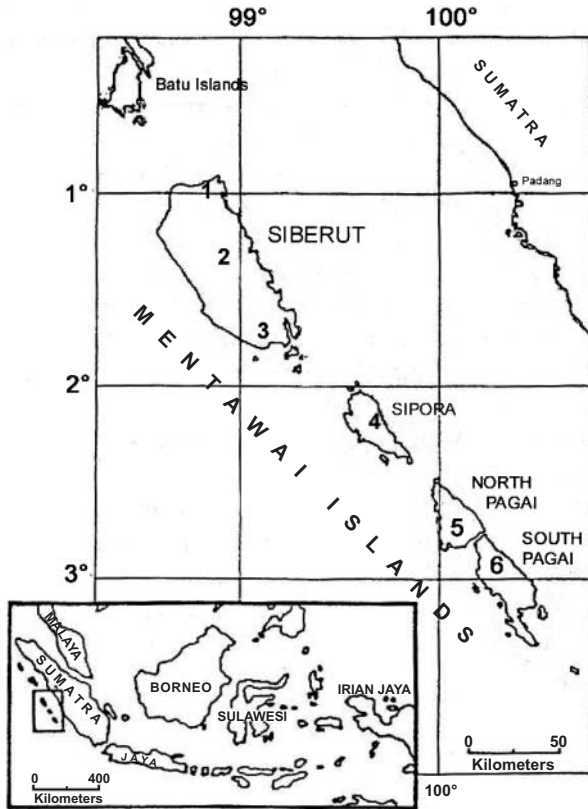 99° 100°
Batu Islands
SUMATRA
Padang
1°
1
SIBERUT
2
3
MENTAWAI ISLANDS
2°
SIPORA
4
NORTH
PAGAI
5
SOUTH
PAGAI
6
3°
MALAYA
SUMATRA
BORNEO
SULAWESI
IRIAN JAYA
JAYA
0 400
Kilometers
0 50
Kilometers
100°